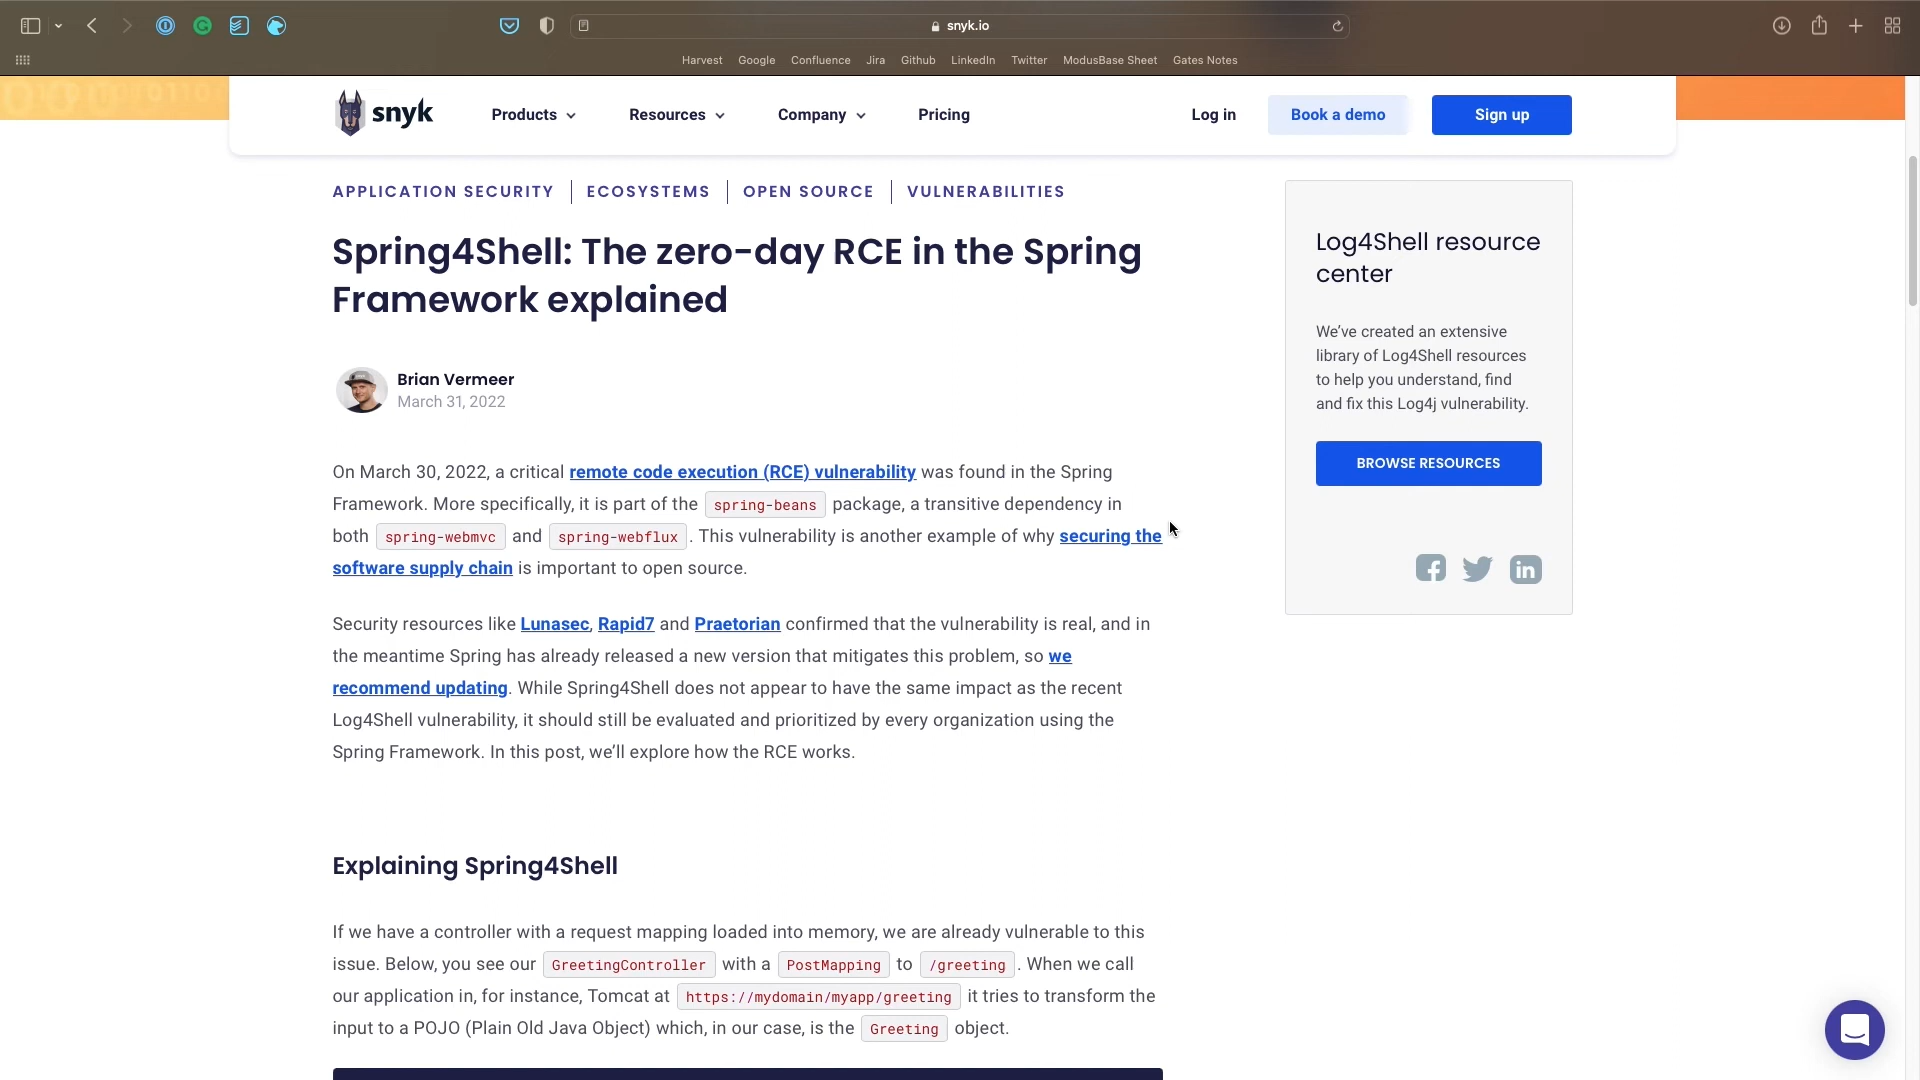 snyk.io
Harvest Google Confluence Jira Github LinkedIn Twitter ModusBase Sheet Gates Notes
snyk Products Resources Company Pricing Log in Book a demo Sign up
APPLICATION SECURITY | ECOSYSTEMS | OPEN SOURCE | VULNERABILITIES
Spring4Shell: The zero-day RCE in the Spring
Framework explained
Brian Vermeer
March 31, 2022
On March 30, 2022, a critical remote code execution (RCE) vulnerability was found in the Spring
Framework. More specifically, it is part of the spring-beans package, a transitive dependency in
both spring-webmvc and spring-webflux. This vulnerability is another example of why securing the
software supply chain is important to open source.
Security resources like Lunasec, Rapid7 and Praetorian confirmed that the vulnerability is real, and in
the meantime Spring has already released a new version that mitigates this problem, so we
recommend updating. While Spring4Shell does not appear to have the same impact as the recent
Log4Shell vulnerability, it should still be evaluated and prioritized by every organization using the
Spring Framework. In this post, we'll explore how the RCE works.
Explaining Spring4Shell
If we have a controller with a request mapping loaded into memory, we are already vulnerable to this
issue. Below, you see our GreetingController with a PostMapping to /greeting. When we call
our application in, for instance, Tomcat at https://mydomain/myapp/greeting it tries to transform the
input to a POJO (Plain Old Java Object) which, in our case, is the Greeting object.
Log4Shell resource
center
We've created an extensive
library of Log4Shell resources
to help you understand, find
and fix this Log4j vulnerability.
BROWSE RESOURCES